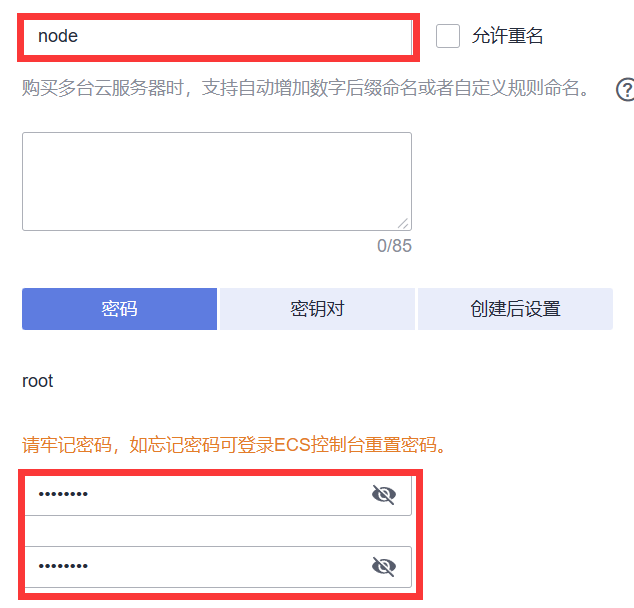 node 允许重名
购买多台云服务器时，支持自动增加数字后缀命名或者自定义规则命名。 ?
0/85
密码 密钥对 创建后设置
root
请牢记密码，如忘记密码可登录ECS控制台重置密码。
••••••••
••••••••